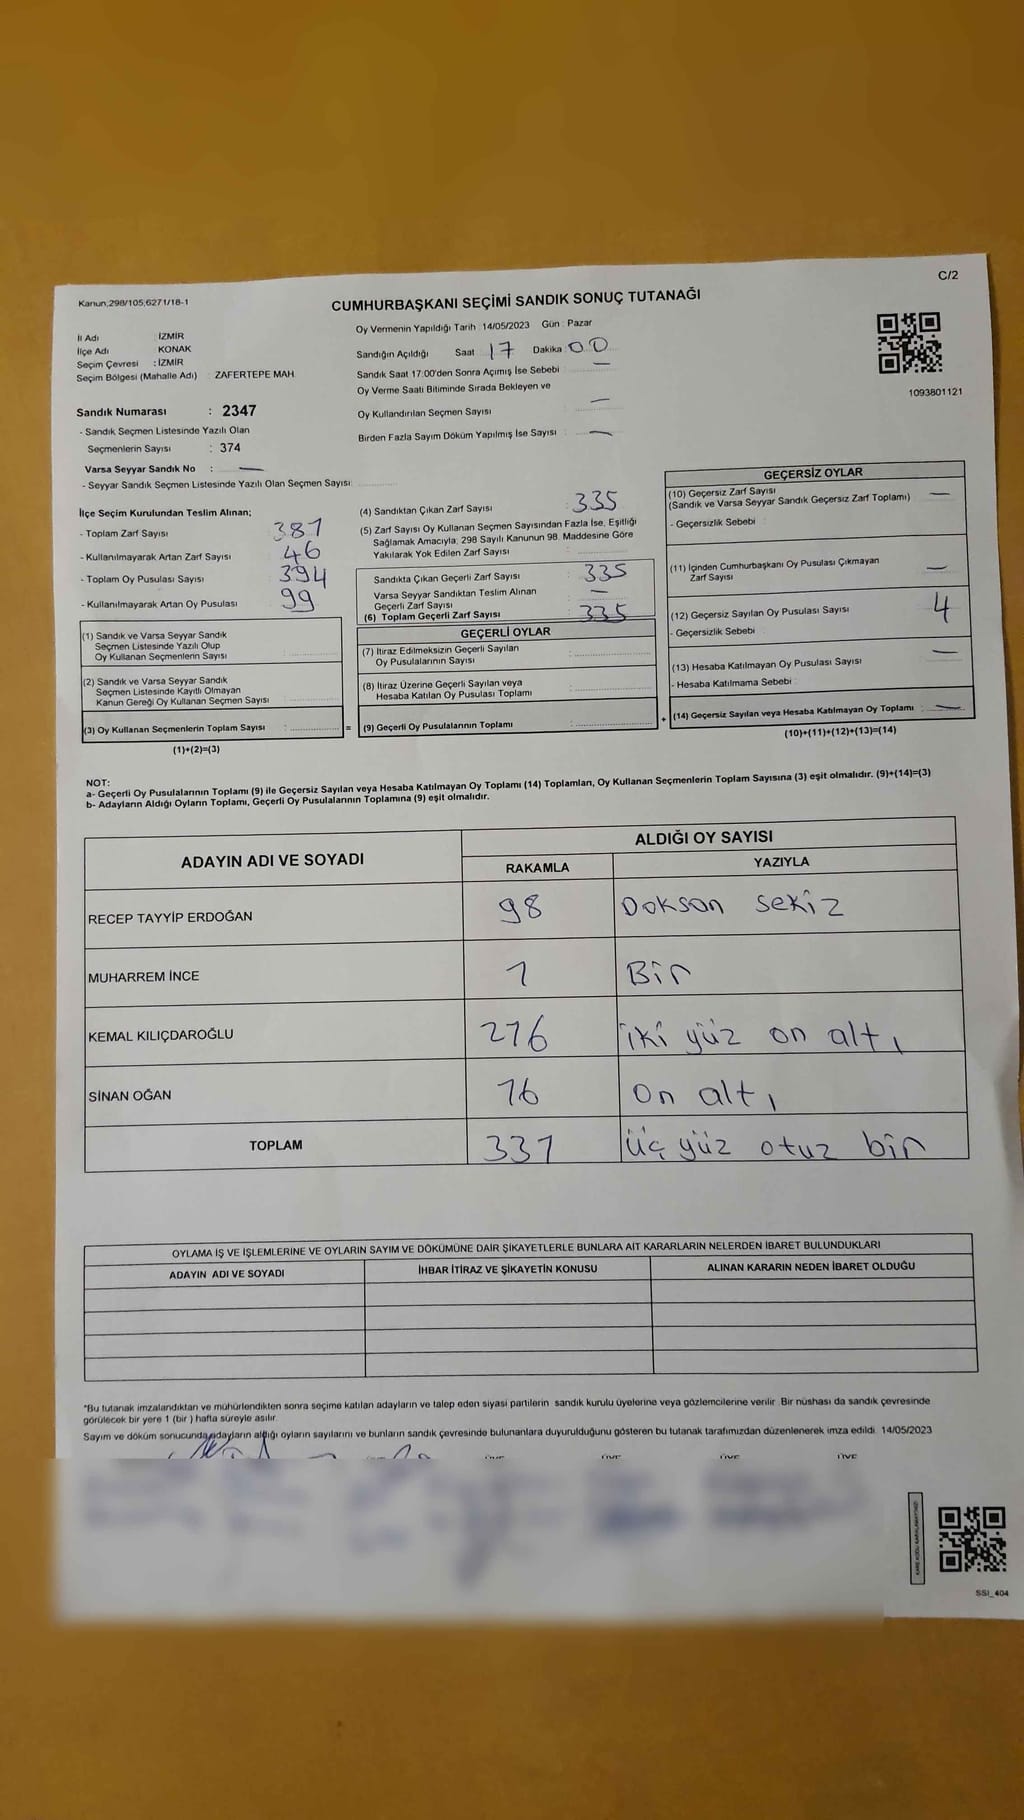 C/2
Kanun,298/105,6271/18-1
CUMHURBAŞKANI SEÇİMİ SANDIK SONUÇ TUTANAĞI
İl Adı : İZMİR
İlçe Adı : KONAK
Seçim Çevresi : İZMİR
Seçim Bölgesi (Mahalle Adı) : ZAFERTEPE MAH.
Oy Vermenin Yapıldığı Tarih : 14/05/2023 Gün : Pazar
Sandığın Açıldığı Saat : 17 Dakika : 00
Sandık Saat 17:00'den Sonra Açımış İse Sebebi : —
Oy Verme Saati Bitiminde Sırada Bekleyen ve
Oy Kullandırılan Seçmen Sayısı : —
Birden Fazla Sayım Döküm Yapılmış İse Sayısı : —
1093801121
Sandık Numarası : 2347
- Sandık Seçmen Listesinde Yazılı Olan
Seçmenlerin Sayısı : 374
Varsa Seyyar Sandık No : —
- Seyyar Sandık Seçmen Listesinde Yazılı Olan Seçmen Sayısı:
İlçe Seçim Kurulundan Teslim Alınan;
- Toplam Zarf Sayısı : 381
- Kullanılmayarak Artan Zarf Sayısı : 46
- Toplam Oy Pusulası Sayısı : 394
- Kullanılmayarak Artan Oy Pusulası : 99
(1) Sandık ve Varsa Seyyar Sandık
Seçmen Listesinde Yazılı Olup
Oy Kullanan Seçmenlerin Sayısı :
(2) Sandık ve Varsa Seyyar Sandık
Seçmen Listesinde Kayıtlı Olmayan
Kanun Gereği Oy Kullanan Seçmen Sayısı :
(3) Oy Kullanan Seçmenlerin Toplam Sayısı : =
(1)+(2)=(3)
(4) Sandıktan Çıkan Zarf Sayısı : 335
(5) Zarf Sayısı Oy Kullanan Seçmen Sayısından Fazla İse, Eşitliği
Sağlamak Amacıyla; 298 Sayılı Kanunun 98. Maddesine Göre
Yakılarak Yok Edilen Zarf Sayısı :
Sandıkta Çıkan Geçerli Zarf Sayısı : 335
Varsa Seyyar Sandıktan Teslim Alınan
Geçerli Zarf Sayısı : —
(6) Toplam Geçerli Zarf Sayısı : 335
GEÇERLİ OYLAR
(7) İtiraz Edilmeksizin Geçerli Sayılan
Oy Pusulalarının Sayısı :
(8) İtiraz Üzerine Geçerli Sayılan veya
Hesaba Katılan Oy Pusulası Toplamı :
(9) Geçerli Oy Pusulalarının Toplamı : +
GEÇERSİZ OYLAR
(10) Geçersiz Zarf Sayısı
(Sandık ve Varsa Seyyar Sandık Geçersiz Zarf Toplamı) : —
- Geçersizlik Sebebi :
(11) İçinden Cumhurbaşkanı Oy Pusulası Çıkmayan
Zarf Sayısı : —
(12) Geçersiz Sayılan Oy Pusulası Sayısı : 4
- Geçersizlik Sebebi :
(13) Hesaba Katılmayan Oy Pusulası Sayısı : —
- Hesaba Katılmama Sebebi :
(14) Geçersiz Sayılan veya Hesaba Katılmayan Oy Toplamı : —
(10)+(11)+(12)+(13)=(14)
NOT:
a- Geçerli Oy Pusulalarının Toplamı (9) ile Geçersiz Sayılan veya Hesaba Katılmayan Oy Toplamı (14) Toplamları, Oy Kullanan Seçmenlerin Toplam Sayısına (3) eşit olmalıdır. (9)+(14)=(3)
b- Adayların Aldığı Oyların Toplamı, Geçerli Oy Pusulalarının Toplamına (9) eşit olmalıdır.
ADAYIN ADI VE SOYADI
ALDIĞI OY SAYISI
RAKAMLA YAZIYLA
RECEP TAYYİP ERDOĞAN 98 Doksan sekiz
MUHARREM İNCE 1 Bir
KEMAL KILIÇDAROĞLU 216 iki yüz on altı
SİNAN OĞAN 16 on altı
TOPLAM 331 üç yüz otuz bir
OYLAMA İŞ VE İŞLEMLERİNE VE OYLARIN SAYIM VE DÖKÜMÜNE DAİR ŞİKAYETLERLE BUNLARA AİT KARARLARIN NELERDEN İBARET BULUNDUKLARI
ADAYIN ADI VE SOYADI İHBAR İTİRAZ VE ŞİKAYETİN KONUSU ALINAN KARARIN NEDEN İBARET OLDUĞU
"Bu tutanak imzalandıktan ve mühürlendikten sonra seçime katılan adayların ve talep eden siyasi partilerin sandık kurulu üyelerine veya gözlemcilerine verilir. Bir nüshası da sandık çevresinde
görülecek bir yere 1 (bir ) hafta süreyle asılır.
Sayım ve döküm sonucunda adayların aldığı oyların sayılarını ve bunların sandık çevresinde bulunanlara duyurulduğunu gösteren bu tutanak tarafımızdan düzenlenerek imza edildi. 14/05/2023
ÜYE ÜYE ÜYE ÜYE
SSI_404